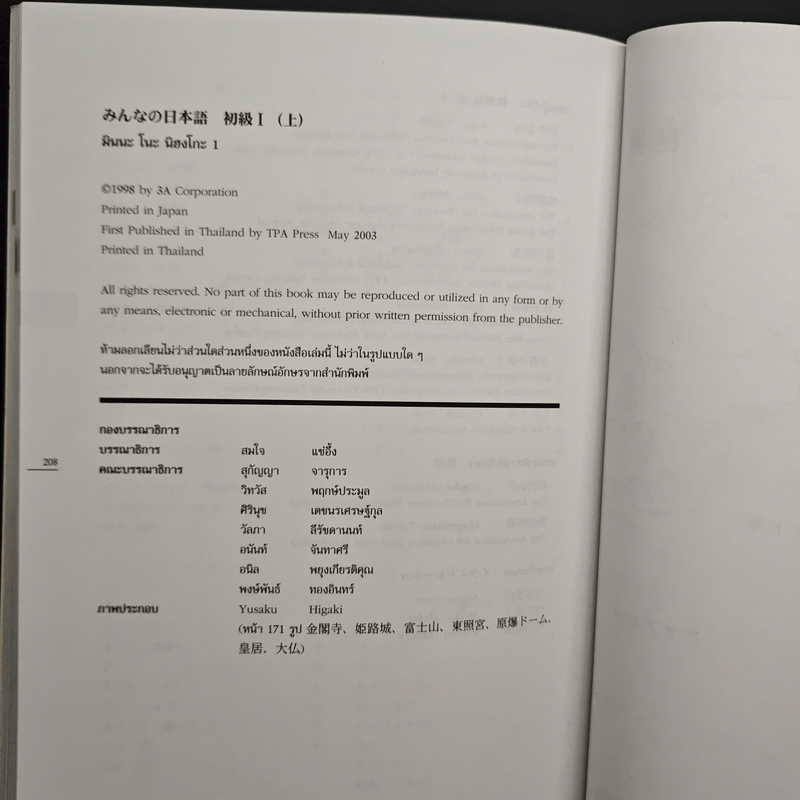 みんなの日本語 初級 I (上)
มินนะ โนะ นิฮงโกะ 1
©1998 by 3A Corporation
Printed in Japan
First Published in Thailand by TPA Press May 2003
Printed in Thailand
All rights reserved. No part of this book may be reproduced or utilized in any form or by
any means, electronic or mechanical, without prior written permission from the publisher.
ห้ามลอกเลียนไม่ว่าส่วนใดส่วนหนึ่งของหนังสือเล่มนี้ ไม่ว่าในรูปแบบใด ๆ
นอกจากจะได้รับอนุญาตเป็นลายลักษณ์อักษรจากสำนักพิมพ์
กองบรรณาธิการ
บรรณาธิการ สมใจ แซ่อึ้ง
คณะบรรณาธิการ สุกัญญา จารุการ
วิทวัส พฤกษ์ประมูล
ศิรินุช เตชนรเศรษฐ์กุล
วัลภา ลีรัชดานนท์
อนันท์ จันทาศรี
อนิล พยุงเกียรติคุณ
พงษ์พันธ์ ทองอินทร์
ภาพประกอบ Yusaku Higaki
(หน้า 171 รูป 金閣寺、姫路城、富士山、東照宮、原爆ドーム、
皇居、大仏)
208